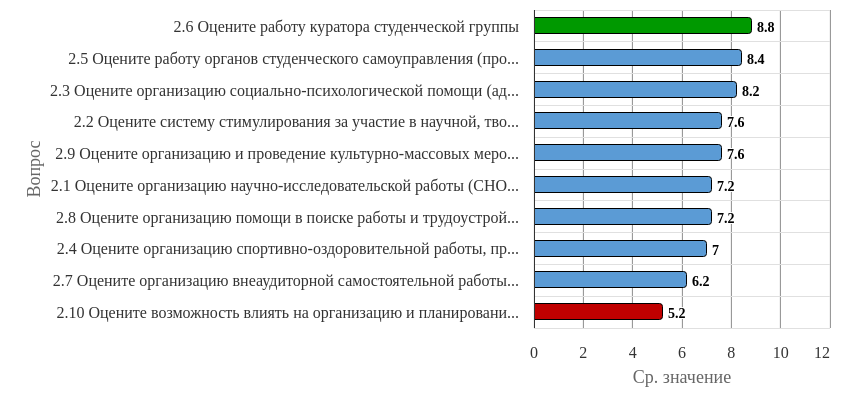 2.6 Оцените работу куратора студенческой группы 8.8
2.5 Оцените работу органов студенческого самоуправления (про... 8.4
2.3 Оцените организацию социально-психологической помощи (ад... 8.2
2.2 Оцените систему стимулирования за участие в научной, тво... 7.6
2.9 Оцените организацию и проведение культурно-массовых меро... 7.6
2.1 Оцените организацию научно-исследовательской работы (СНО... 7.2
2.8 Оцените организацию помощи в поиске работы и трудоустрой... 7.2
2.4 Оцените организацию спортивно-оздоровительной работы, пр... 7
2.7 Оцените организацию внеаудиторной самостоятельной работы... 6.2
2.10 Оцените возможность влиять на организацию и планировани... 5.2
Вопрос
0 2 4 6 8 10 12
Ср. значение